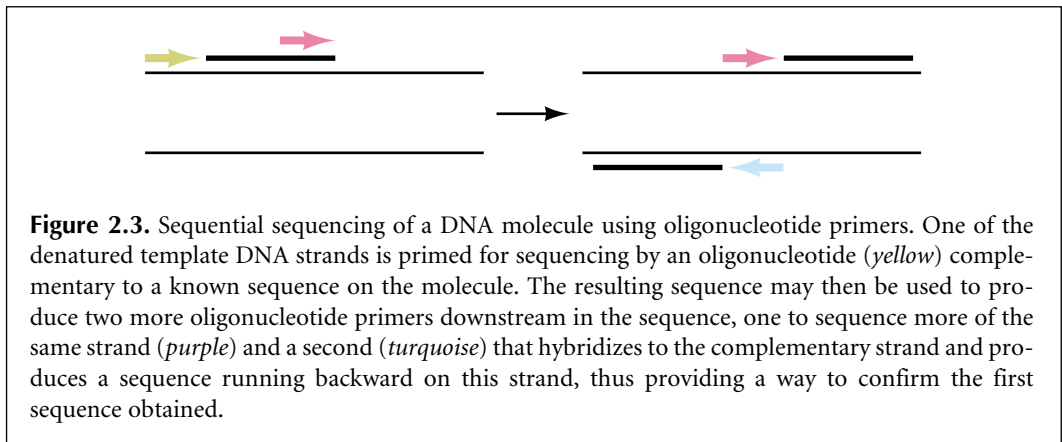 Figure 2.3. Sequential sequencing of a DNA molecule using oligonucleotide primers. One of the
denatured template DNA strands is primed for sequencing by an oligonucleotide (yellow) comple-
mentary to a known sequence on the molecule. The resulting sequence may then be used to pro-
duce two more oligonucleotide primers downstream in the sequence, one to sequence more of the
same strand (purple) and a second (turquoise) that hybridizes to the complementary strand and pro-
duces a sequence running backward on this strand, thus providing a way to confirm the first
sequence obtained.